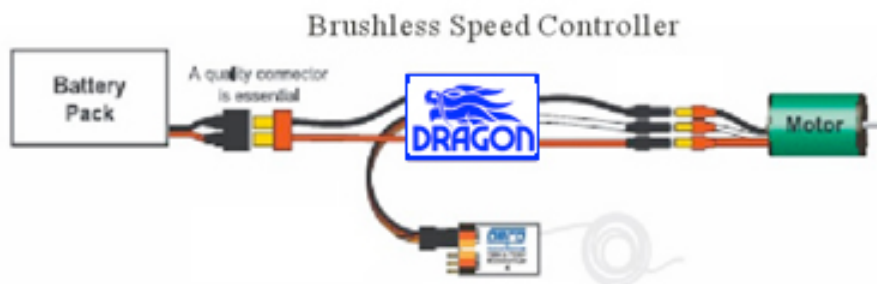 Brushless Speed Controller
Battery
Pack
A quality connector
is essential
DRAGON
Motor